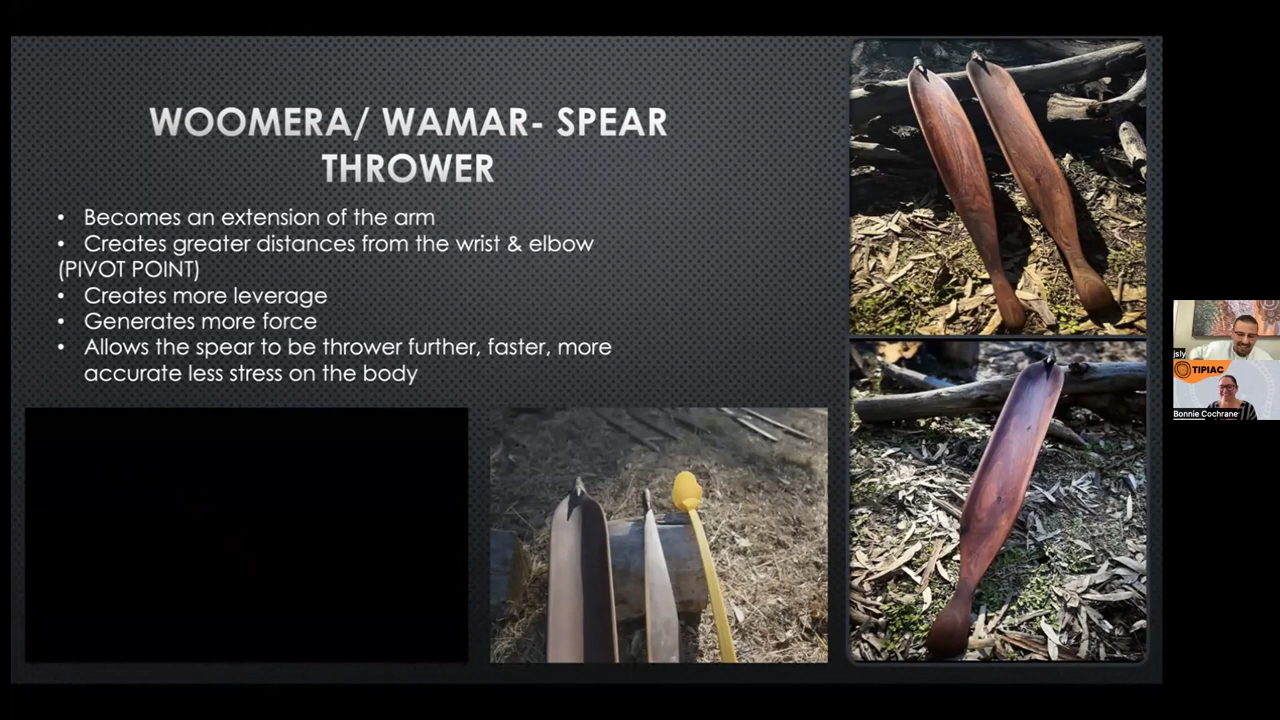 WOOMERA/ WAMAR- SPEAR
THROWER
• Becomes an extension of the arm
• Creates greater distances from the wrist & elbow
(PIVOT POINT)
• Creates more leverage
• Generates more force
• Allows the spear to be thrower further, faster, more
accurate less stress on the body
jsly
TIPIAC
Bonnie Cochrane